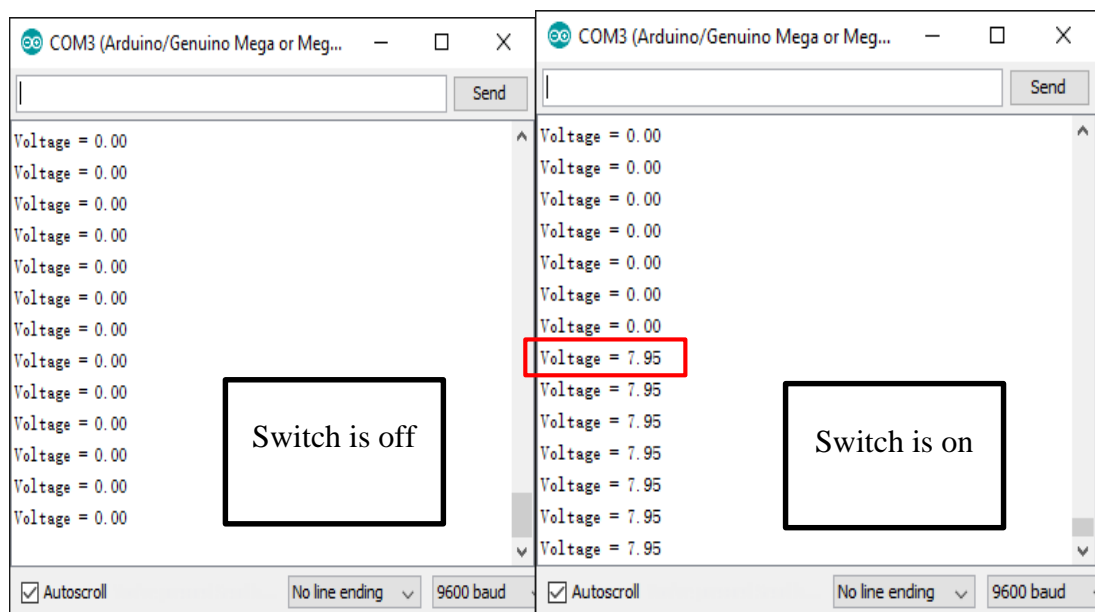 COM3 (Arduino/Genuino Mega or Meg...
Send
Voltage = 0.00
Voltage = 0.00
Voltage = 0.00
Voltage = 0.00
Voltage = 0.00
Voltage = 0.00
Voltage = 0.00
Voltage = 0.00
Voltage = 0.00
Voltage = 0.00
Voltage = 0.00
Voltage = 0.00
Voltage = 0.00
Switch is off
Autoscroll
No line ending
9600 baud
COM3 (Arduino/Genuino Mega or Meg...
Send
Voltage = 0.00
Voltage = 0.00
Voltage = 0.00
Voltage = 0.00
Voltage = 0.00
Voltage = 0.00
Voltage = 0.00
Voltage = 7.95
Voltage = 7.95
Voltage = 7.95
Voltage = 7.95
Voltage = 7.95
Voltage = 7.95
Voltage = 7.95
Switch is on
Autoscroll
No line ending
9600 baud